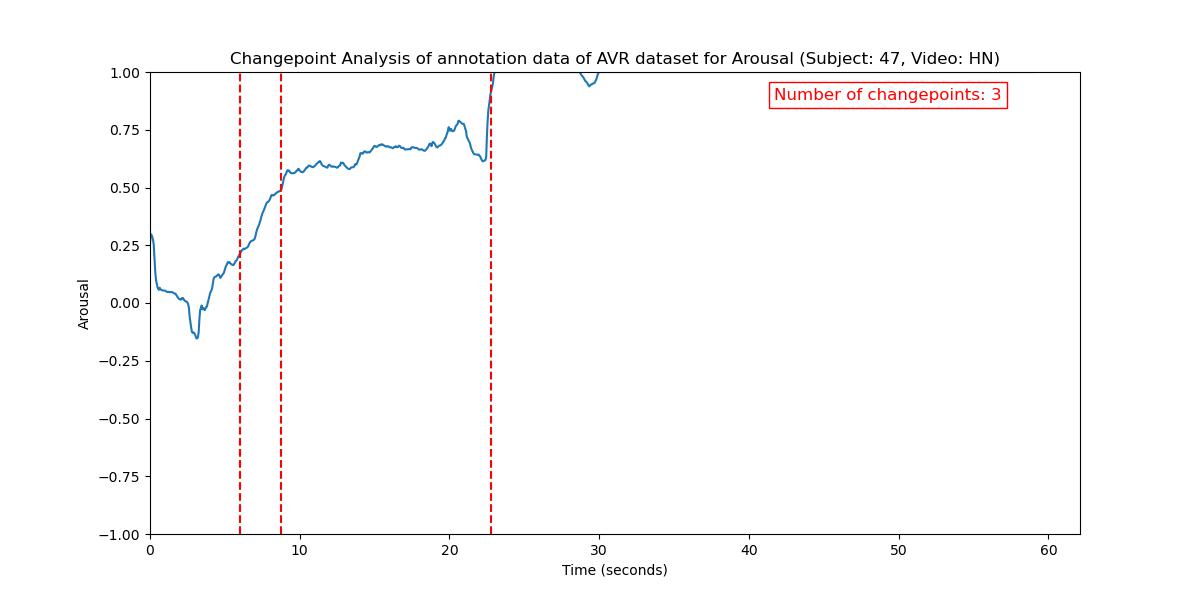 Changepoint Analysis of annotation data of AVR dataset for Arousal (Subject: 47, Video: HN)
Number of changepoints: 3
Arousal
1.00
0.75
0.50
0.25
0.00
−0.25
−0.50
−0.75
−1.00
0 10 20 30 40 50 60
Time (seconds)